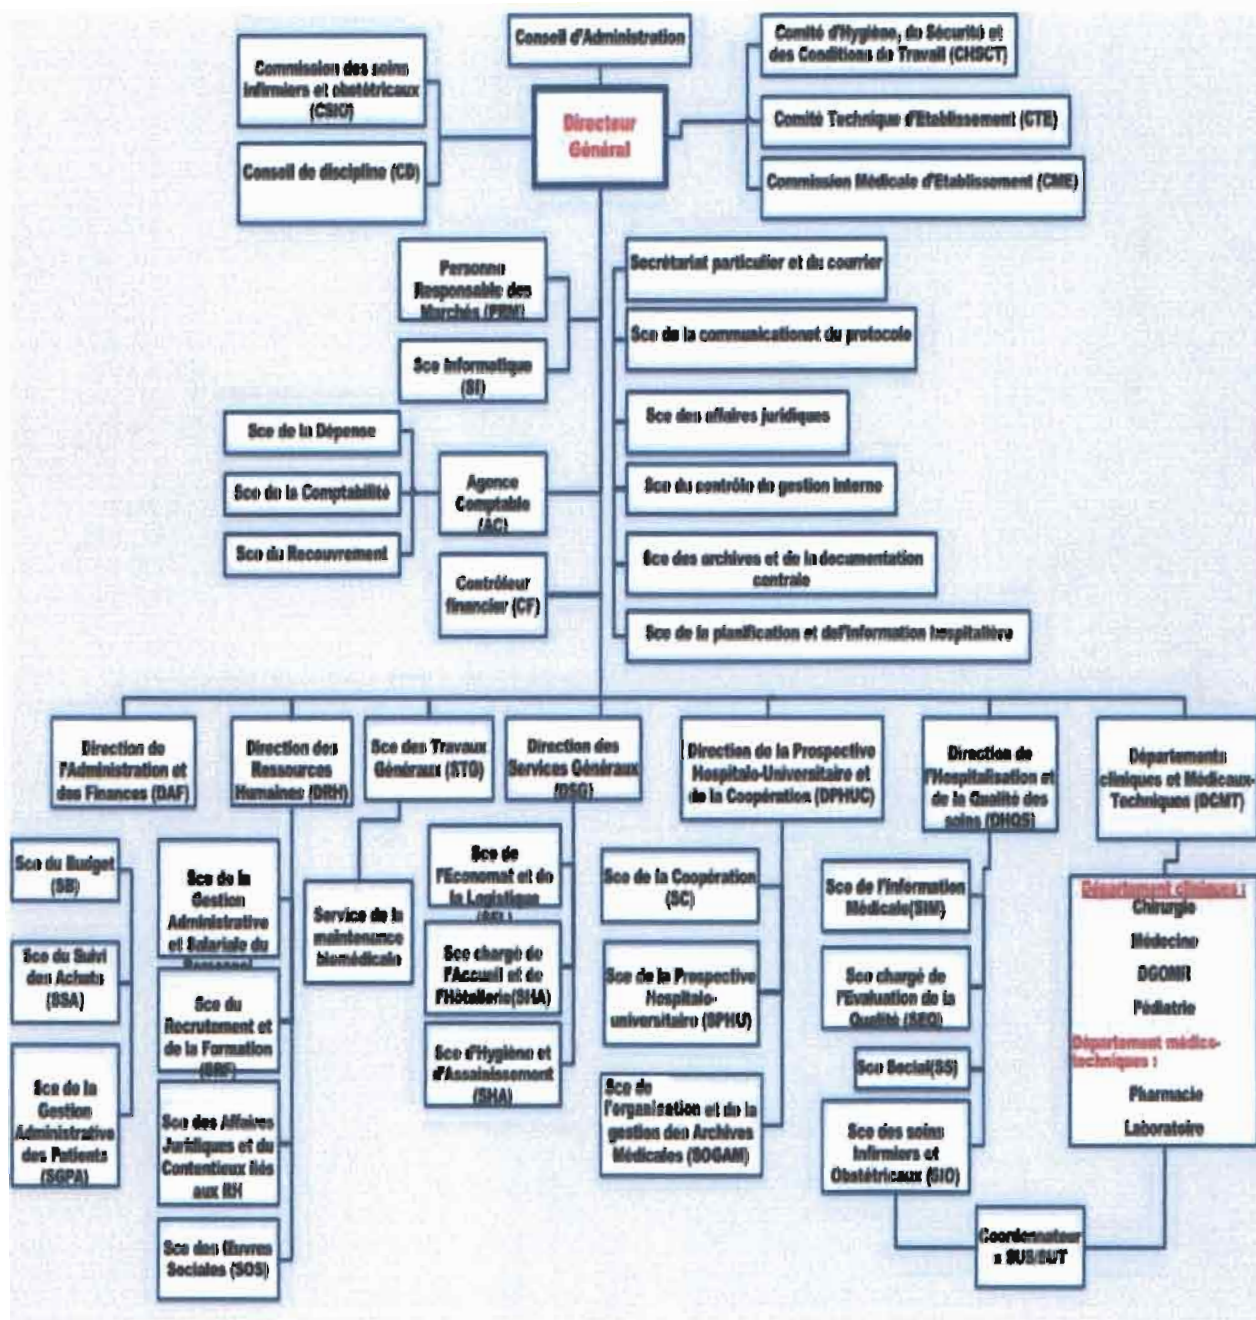 Conseil d'Administration
Commission des soins
infirmiers et obstétricaux
(CSIO)
Conseil de discipline (CD)
Directeur
Général
Comité d'Hygiène, du Sécurité et
des Conditions de Travail (CHSCT)
Comité Technique d'Etablissement (CTE)
Commission Médicale d'Etablissement (CME)
Personne
Responsable des
Marchés (PRM)
Sce Informatique
(SI)
Secrétariat particulier et du courrier
Sce de la communicationet du protocole
Sce des affaires juridiques
Sce du contrôle de gestion interne
Sce des archives et de la documentation
centrale
Sce de la planification et del'information hospitalière
Sce de la Dépense
Sce de la Comptabilité
Sce du Recouvrement
Agence
Comptable
(AC)
Contrôleur
financier (CF)
Direction de
l'Administration et
des Finances (DAF)
Direction des
Ressources
Humaines (DRH)
Sce des Travaux
Généraux (STG)
Direction des
Services Généraux
(DSG)
Direction de la Prospective
Hospitalo-Universitaire et
de la Coopération (DPHUC)
Direction de
l'Hospitalisation et
de la Qualité des
soins (DHQS)
Départements
cliniques et Médicaux-
Techniques (DCMT)
Sce du Budget
(SB)
Sce du Suivi
des Achats
(SSA)
Sce de la
Gestion
Administrative
des Patients
(SGPA)
Sce de la
Gestion
Administrative
et Salariale du
Personnel
Sce du
Recrutement et
de la Formation
(SRF)
Sce des Affaires
Juridiques et du
Contentieux liés
aux RH
Sce des Œuvres
Sociales (SOS)
Service de la
maintenance
biomédicale
Sce de
l'Economat et de
la Logistique
(SEL)
Sce chargé de
l'Accueil et de
l'Hôtellerie(SHA)
Sce d'Hygiène et
d'Assainissement
(SHA)
Sce de la Coopération
(SC)
Sce de la Prospective
Hospitalo-
universitaire (SPHU)
Sce de
l'organisation et de la
gestion des Archives
Médicales (SOGAM)
Sce de l'Information
Médicale(SIM)
Sce chargé de
l'Evaluation de la
Qualité (SEQ)
Sce Social(SS)
Sce des soins
Infirmiers et
Obstétricaux (SIO)
Département cliniques :
Chirurgie
Médecine
DGOMR
Pédiatrie
Département médico-
techniques :
Pharmacie
Laboratoire
Coordonnateur
s SUS/SUT